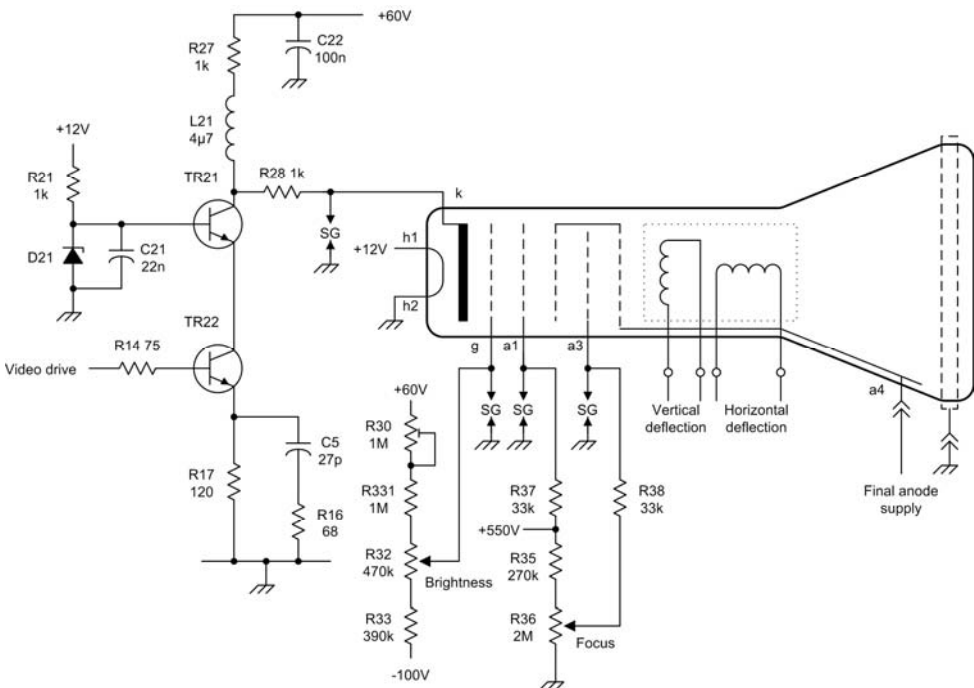 +60V
R27
1k
C22
100n
L21
4µ7
+12V
R21
1k
TR21
R28 1k
k
SG
D21
C21
22n
+12V
h1
h2
TR22
R14 75
Video drive
g
a1
a3
a4
+60V
SG
SG
SG
Vertical
deflection
Horizontal
deflection
R30
1M
C5
27p
R17
120
R331
1M
R37
33k
R38
33k
Final anode
supply
R16
68
+550V
R32
470k
Brightness
R35
270k
R33
390k
R36
2M
Focus
-100V